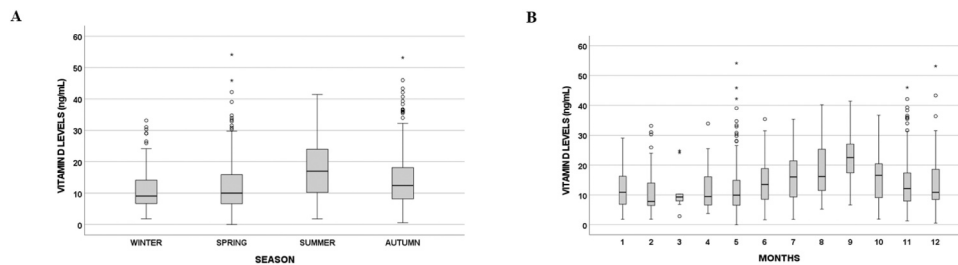 A
VITAMIN D LEVELS (ng/mL)
60
50
40
30
20
10
0
WINTER SPRING SUMMER AUTUMN
SEASON
B
VITAMIN D LEVELS (ng/mL)
60
50
40
30
20
10
0
1 2 3 4 5 6 7 8 9 10 11 12
MONTHS